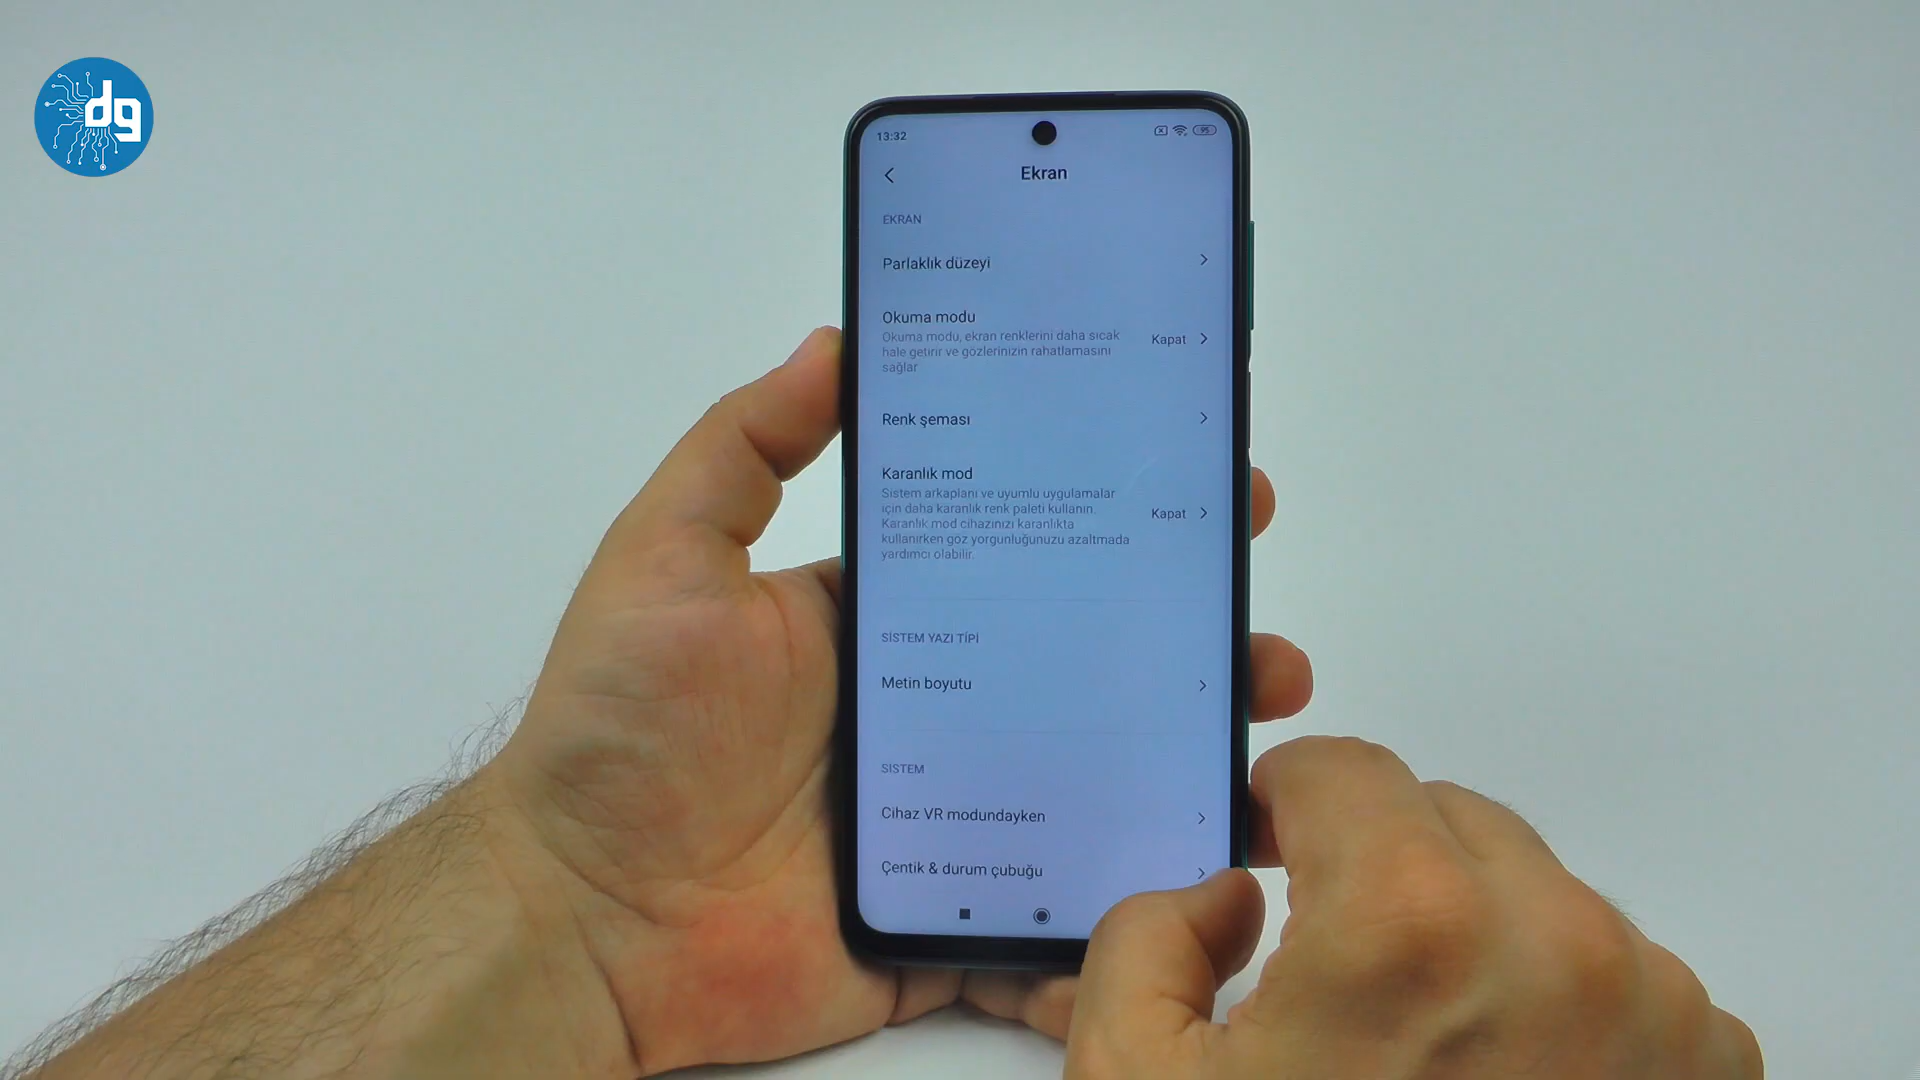 dg
13:32
95
Ekran
EKRAN
Parlaklık düzeyi
Okuma modu
Okuma modu, ekran renklerini daha sıcak
hale getirir ve gözlerinizin rahatlamasını
sağlar
Kapat
Renk şeması
Karanlık mod
Sistem arkaplanı ve uyumlu uygulamalar
için daha karanlık renk paleti kullanın.
Karanlık mod cihazınızı karanlıkta
kullanırken göz yorgunluğunuzu azaltmada
yardımcı olabilir.
Kapat
SİSTEM YAZI TİPİ
Metin boyutu
SİSTEM
Cihaz VR modundayken
Çentik & durum çubuğu